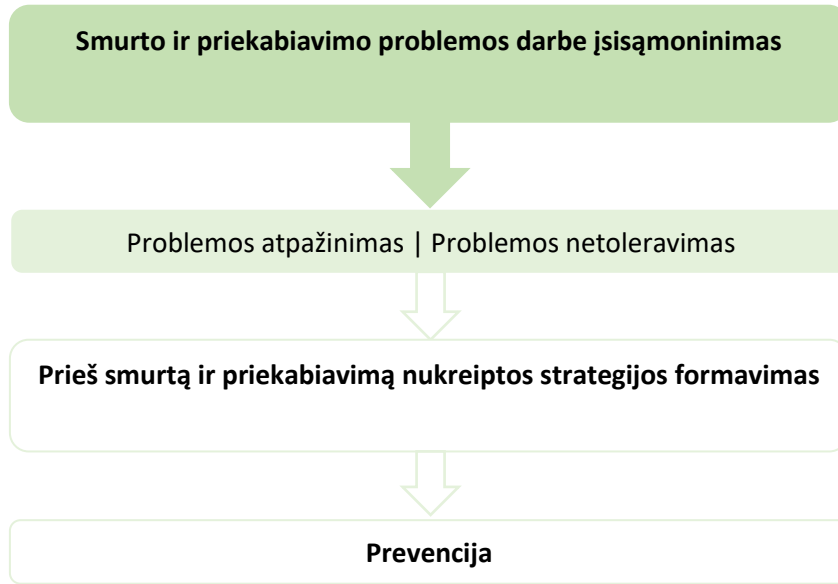 Smurto ir priekabiavimo problemos darbe įsisąmoninimas
Problemos atpažinimas | Problemos netoleravimas
Prieš smurtą ir priekabiavimą nukreiptos strategijos formavimas
Prevencija